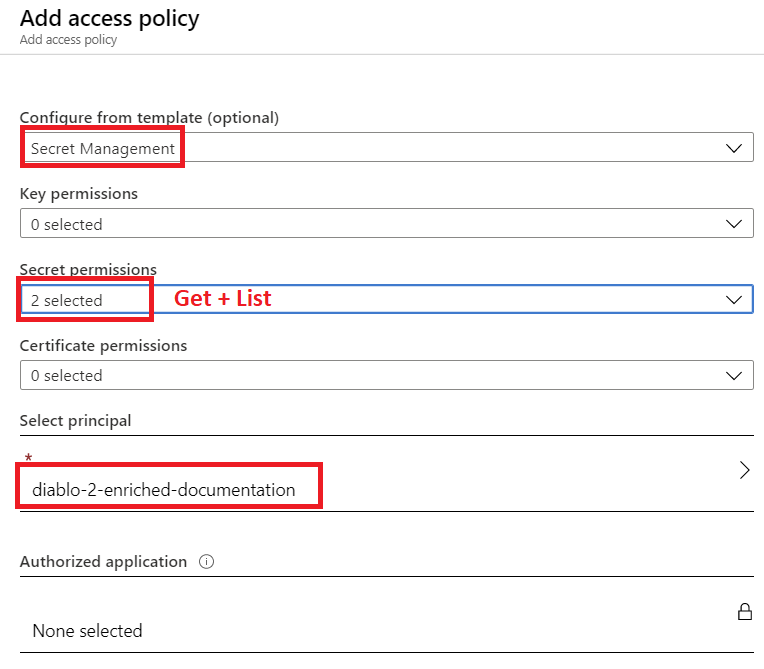 Add access policy
Add access policy
Configure from template (optional)
Secret Management
Key permissions
0 selected
Secret permissions
2 selected Get + List
Certificate permissions
0 selected
Select principal
*
diablo-2-enriched-documentation
Authorized application
None selected